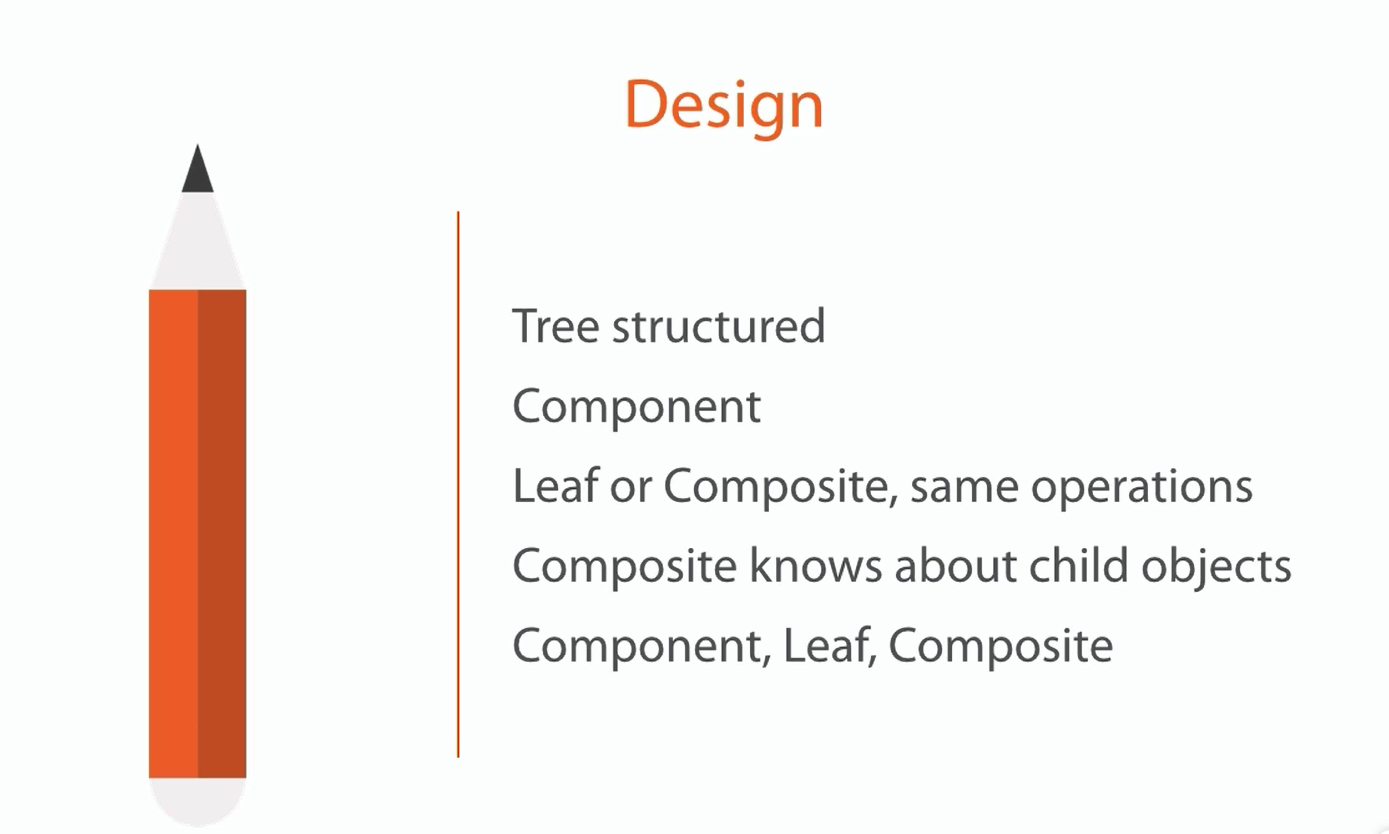 Design
Tree structured
Component
Leaf or Composite, same operations
Composite knows about child objects
Component, Leaf, Composite